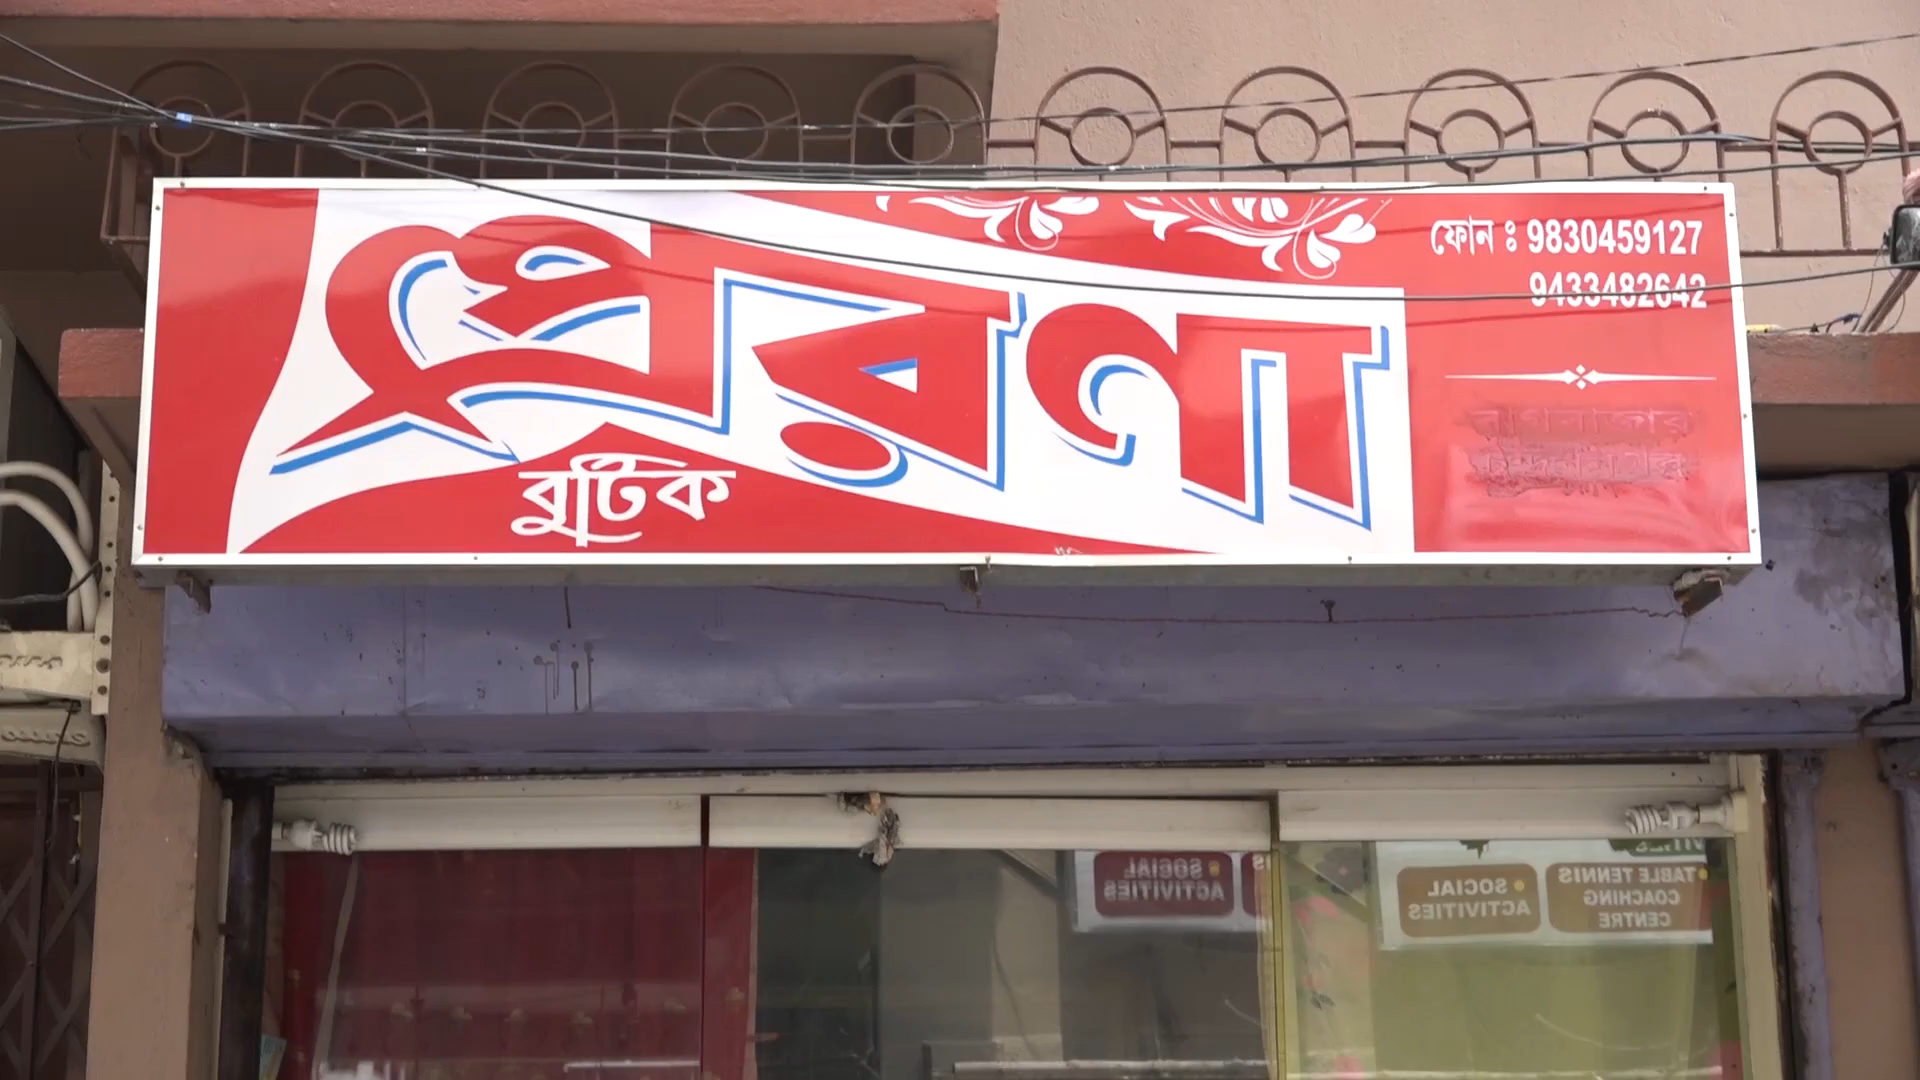 প্রেরণা
বুটিক
ফোন ঃ 9830459127
9433482642
SOCIAL
ACTIVITIES
SOCIAL
ACTIVITIES
TABLE TENNIS
COACHING
CENTRE